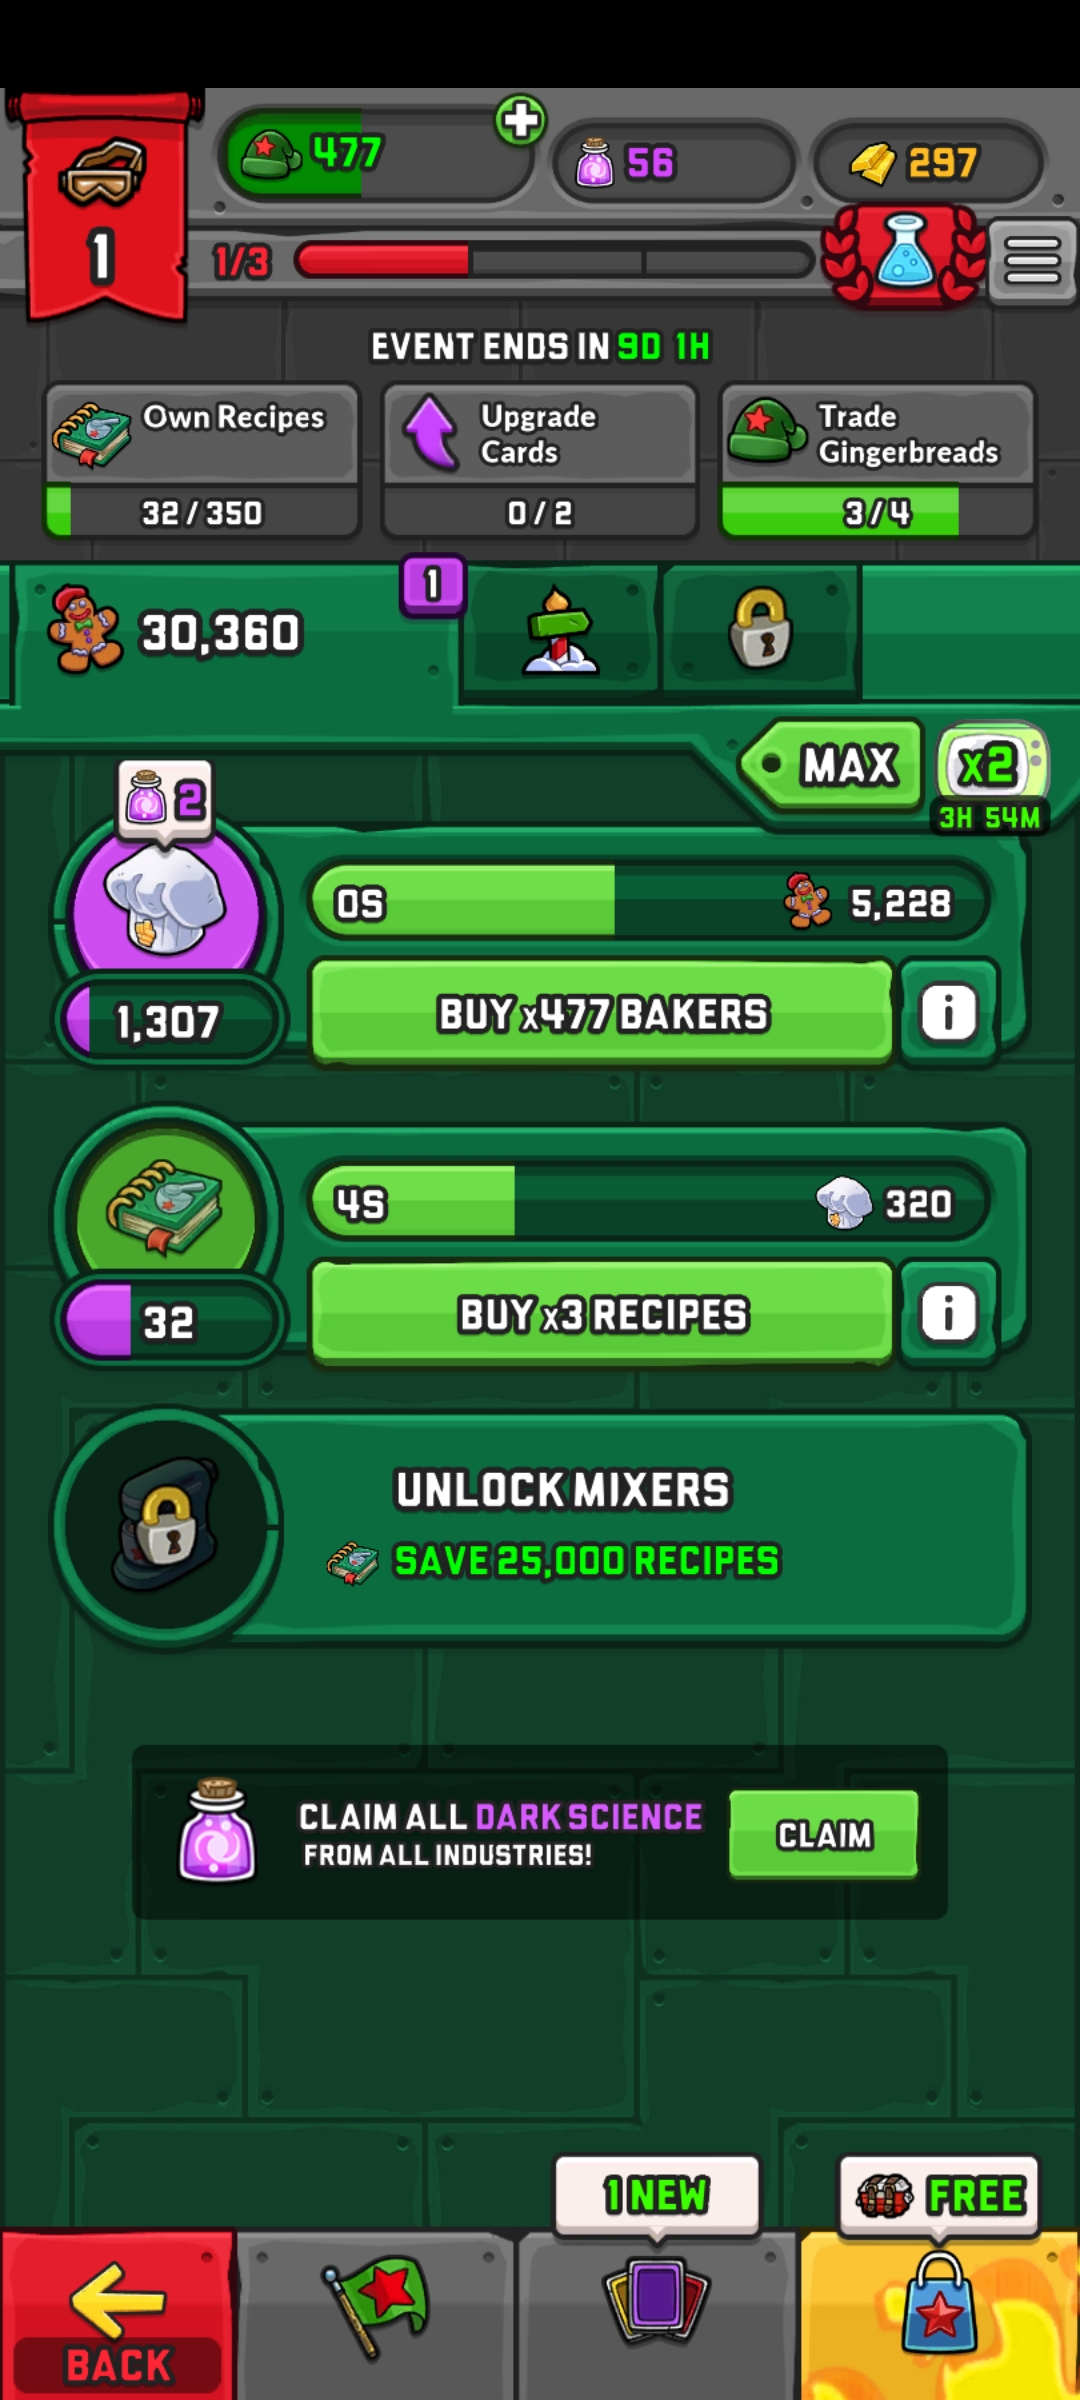 477
56
297
1
1/3
EVENT ENDS IN 9D 1H
Own Recipes
32/350
Upgrade
Cards
0/2
Trade
Gingerbreads
3/4
30,360
1
MAX
x2
3H 54M
2
0S
5,228
1,307
BUY x477 BAKERS
i
4S
320
32
BUY x3 RECIPES
i
UNLOCK MIXERS
SAVE 25,000 RECIPES
CLAIM ALL DARK SCIENCE
FROM ALL INDUSTRIES!
CLAIM
1 NEW
FREE
BACK